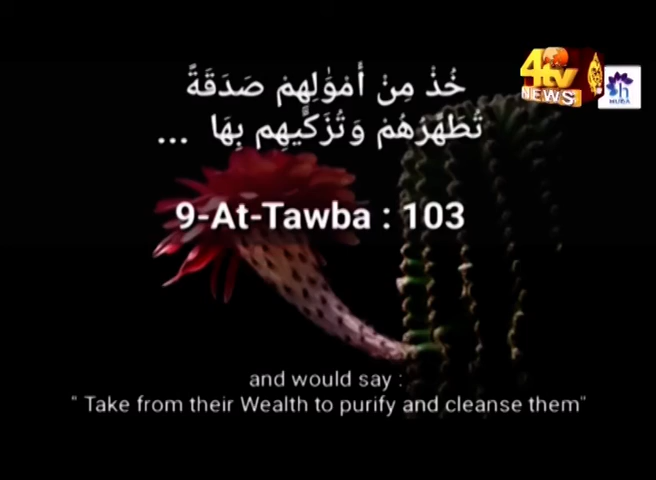 خُذْ مِنْ أَمْوَٰلِهِمْ صَدَقَةً
تُطَهِّرُهُمْ وَتُزَكِّيهِم بِهَا ...
9-At-Tawba : 103
and would say :
“ Take from their Wealth to purify and cleanse them”
4tv
NEWS
h
HUDA